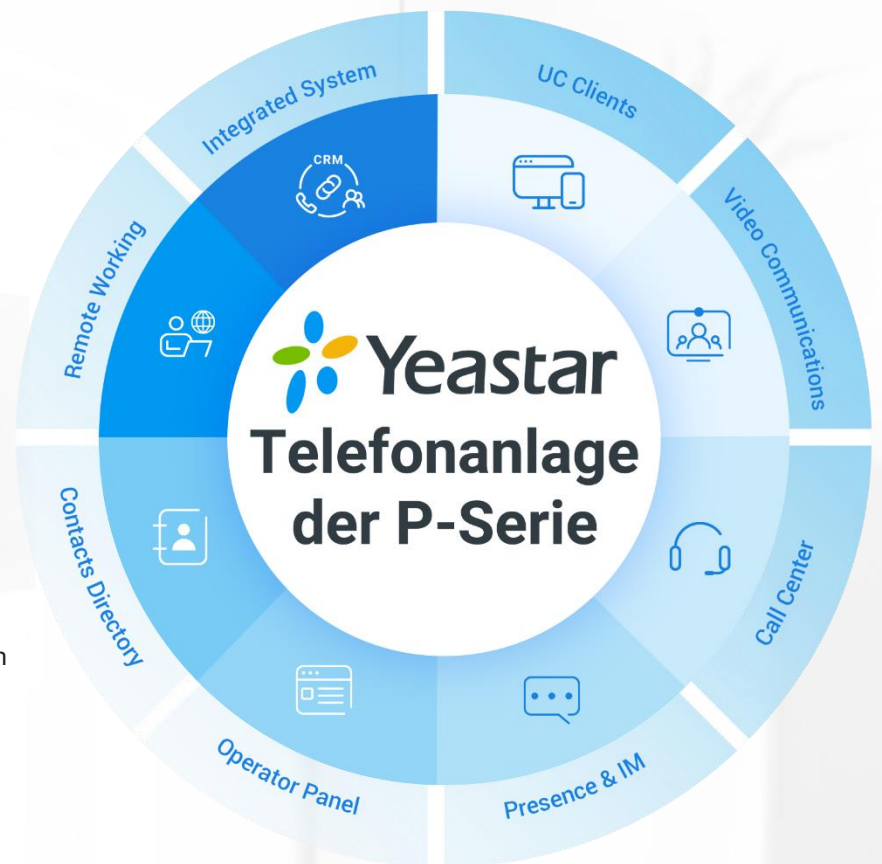 Integrated System
UC Clients
Video Communications
Call Center
Presence & IM
Operator Panel
Contacts Directory
Remote Working
CRM
Yeastar
Telefonanlage
der P-Serie
n